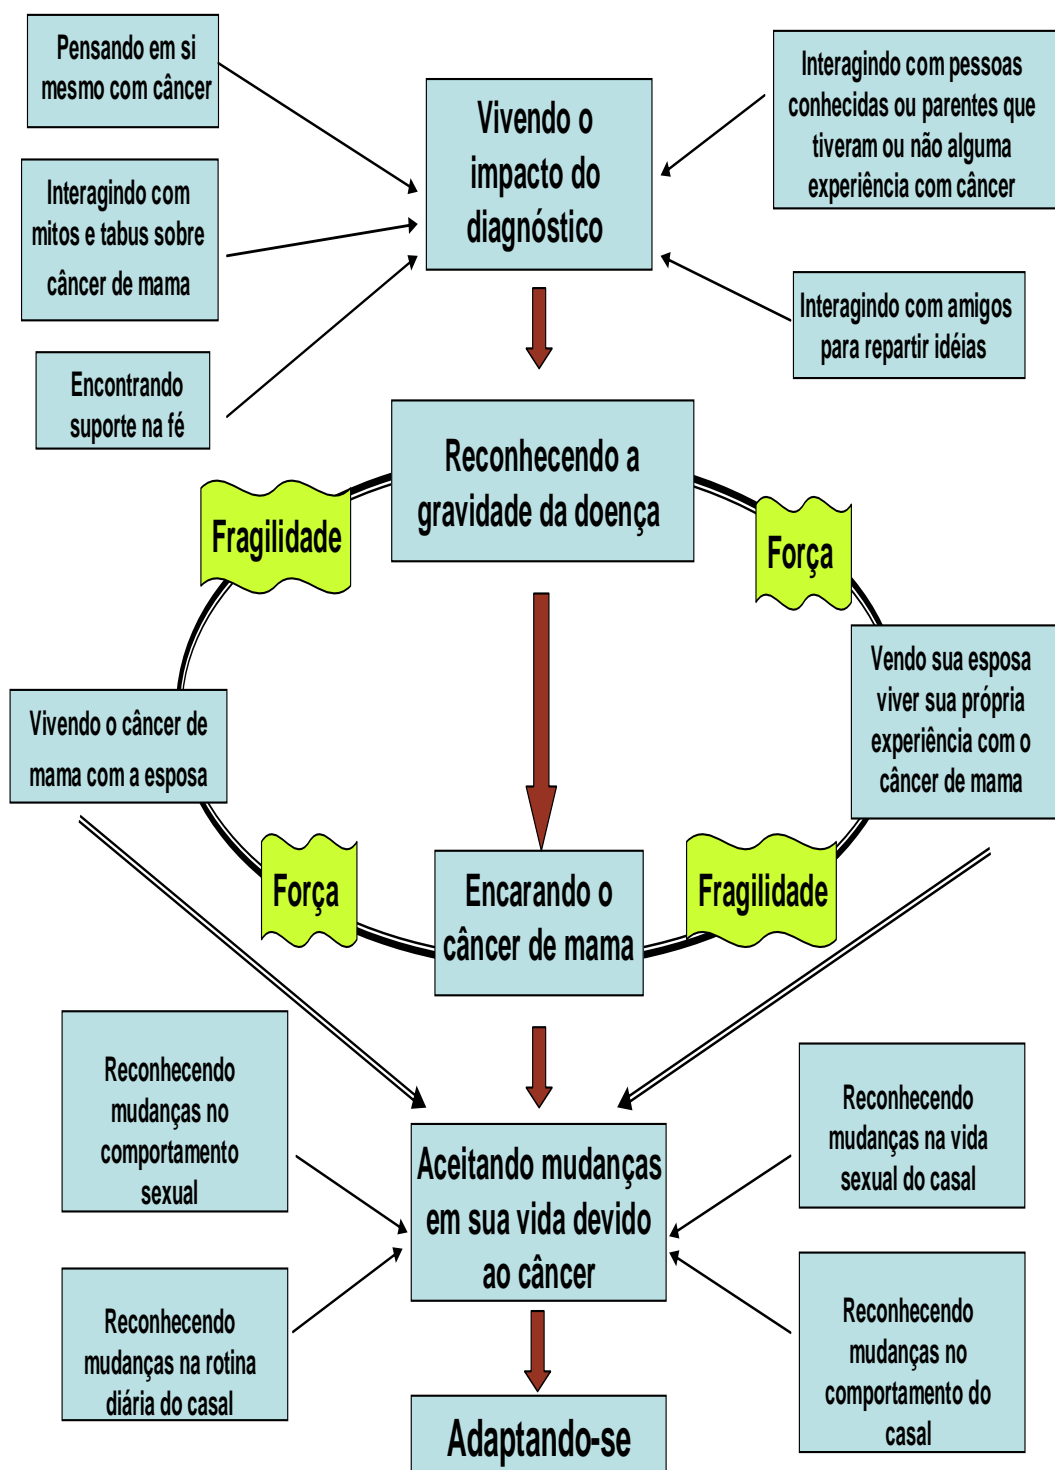 Pensando em si
mesmo com câncer
Interagindo com pessoas
conhecidas ou parentes que
tiveram ou não alguma
experiência com câncer
Vivendo o
impacto do
diagnóstico
Interagindo com
mitos e tabus sobre
câncer de mama
Interagindo com amigos
para repartir idéias
Encontrando
suporte na fé
Reconhecendo a
gravidade da doença
Fragilidade
Força
Vivendo o câncer de
mama com a esposa
Vendo sua esposa
viver sua própria
experiência com o
câncer de mama
Força
Encarando o
câncer de mama
Fragilidade
Reconhecendo
mudanças no
comportamento
sexual
Reconhecendo
mudanças na vida
sexual do casal
Aceitando mudanças
em sua vida devido
ao câncer
Reconhecendo
mudanças na rotina
diária do casal
Reconhecendo
mudanças no
comportamento do
casal
Adaptando-se